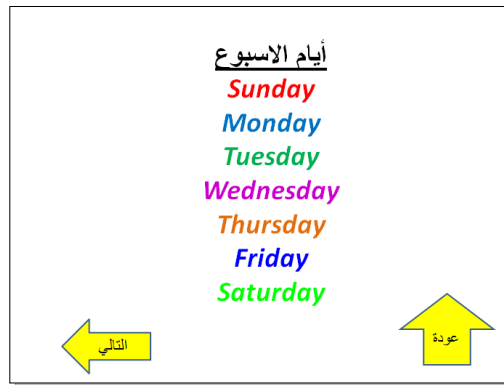 أيام الاسبوع
Sunday
Monday
Tuesday
Wednesday
Thursday
Friday
Saturday
عودة
التالي